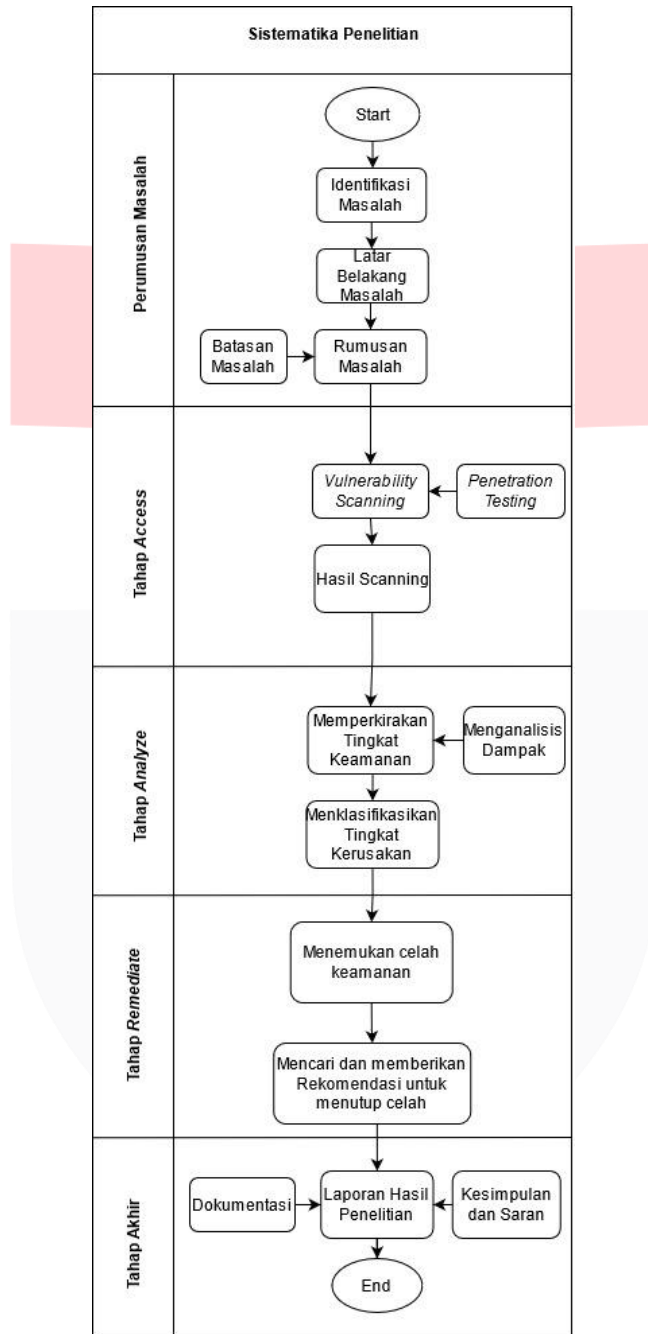 Sistematika Penelitian
Perumusan Masalah
Start
Identifikasi
Masalah
Latar
Belakang
Masalah
Batasan
Masalah
Rumusan
Masalah
Tahap Access
Vulnerability
Scanning
Penetration
Testing
Hasil Scanning
Tahap Analyze
Memperkirakan
Tingkat
Keamanan
Menganalisis
Dampak
Menklasifikasikan
Tingkat
Kerusakan
Tahap Remediate
Menemukan celah
keamanan
Mencari dan memberikan
Rekomendasi untuk
menutup celah
Tahap Akhir
Dokumentasi
Laporan Hasil
Penelitian
Kesimpulan
dan Saran
End